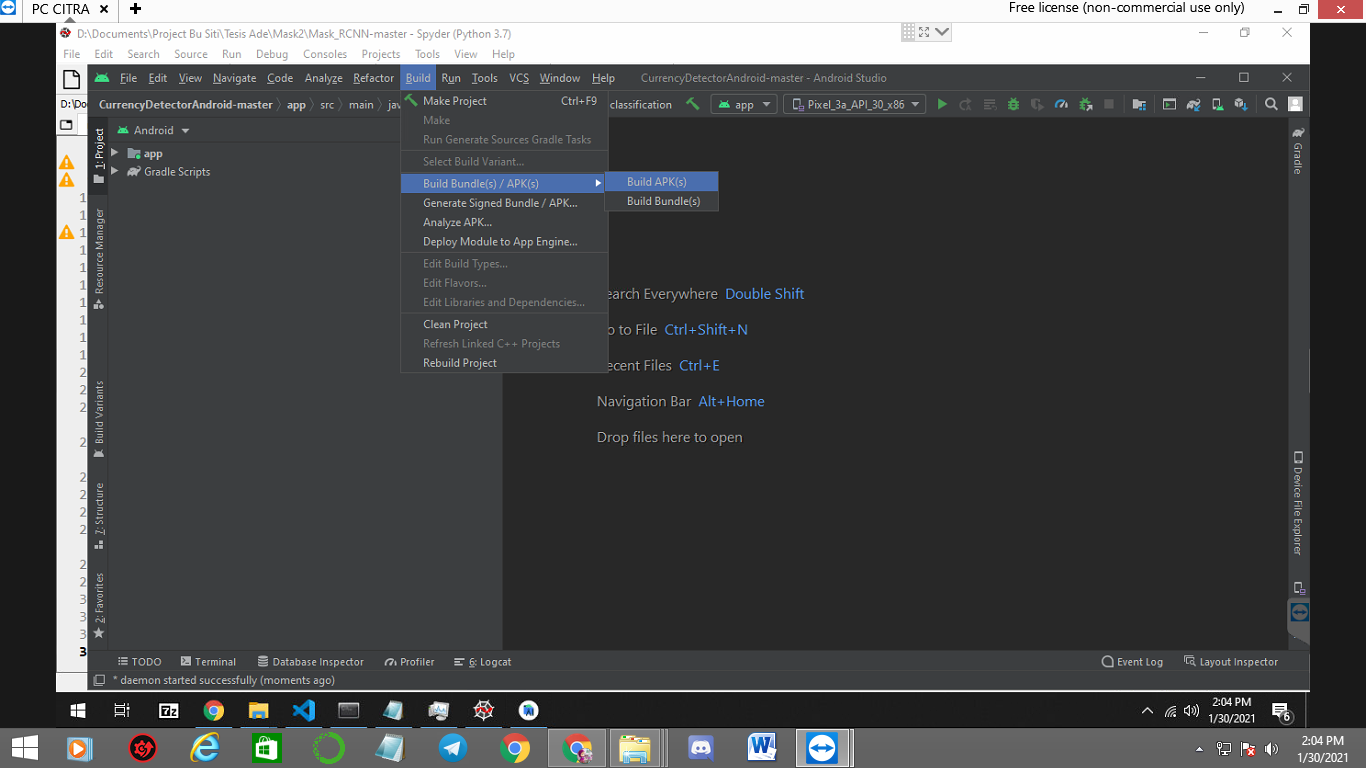 PC CITRA
Free license (non-commercial use only)
D:\Documents\Project Bu Siti\Tesis Ade\Mask2\Mask_RCNN-master - Spyder (Python 3.7)
File Edit Search Source Run Debug Consoles Projects Tools View Help
File Edit View Navigate Code Analyze Refactor Build Run Tools VCS Window Help CurrencyDetectorAndroid-master - Android Studio
D:\Do
CurrencyDetectorAndroid-master app src main classification app Pixel_3a_API_30_x86
Android
app
Gradle Scripts
1: Project
Resource Manager
Build Variants
7: Structure
2: Favorites
Make Project Ctrl+F9
Make
Run Generate Sources Gradle Tasks
Select Build Variant...
Build Bundle(s) / APK(s)
Generate Signed Bundle / APK...
Analyze APK...
Deploy Module to App Engine...
Edit Build Types...
Edit Flavors...
Edit Libraries and Dependencies...
Clean Project
Refresh Linked C++ Projects
Rebuild Project
Build APK(s)
Build Bundle(s)
earch Everywhere Double Shift
o to File Ctrl+Shift+N
ecent Files Ctrl+E
Navigation Bar Alt+Home
Drop files here to open
Gradle
Device File Explorer
TODO Terminal Database Inspector Profiler 6: Logcat Event Log Layout Inspector
* daemon started successfully (moments ago)
2:04 PM
1/30/2021
6
2:04 PM
1/30/2021